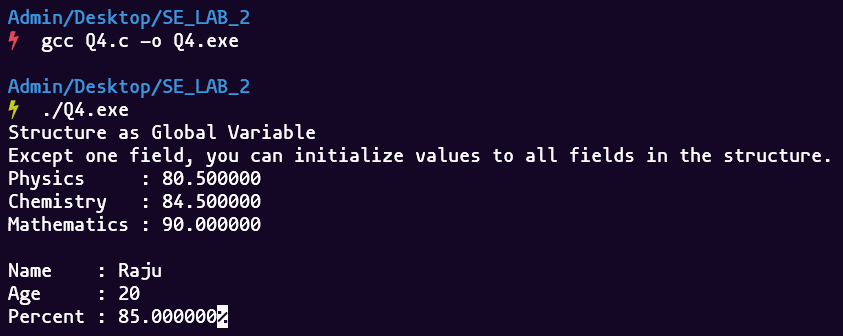 Admin/Desktop/SE_LAB_2
gcc Q4.c -o Q4.exe
Admin/Desktop/SE_LAB_2
./Q4.exe
Structure as Global Variable
Except one field, you can initialize values to all fields in the structure.
Physics     : 80.500000
Chemistry   : 84.500000
Mathematics : 90.000000
Name    : Raju
Age     : 20
Percent : 85.000000%